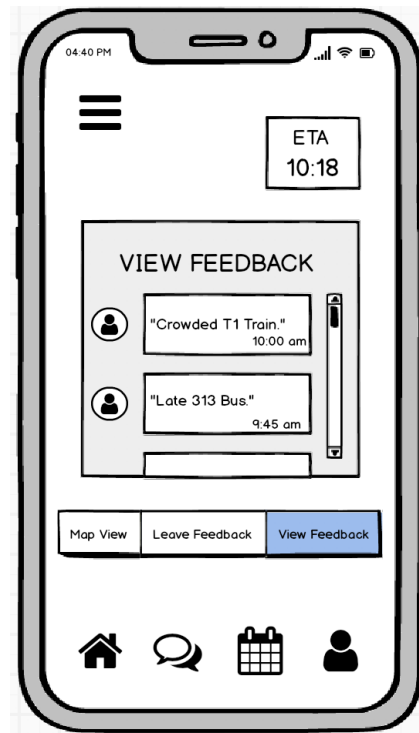 04:40 PM
ETA
10:18
VIEW FEEDBACK
"Crowded T1 Train."
10:00 am
"Late 313 Bus."
9:45 am
Map View
Leave Feedback
View Feedback